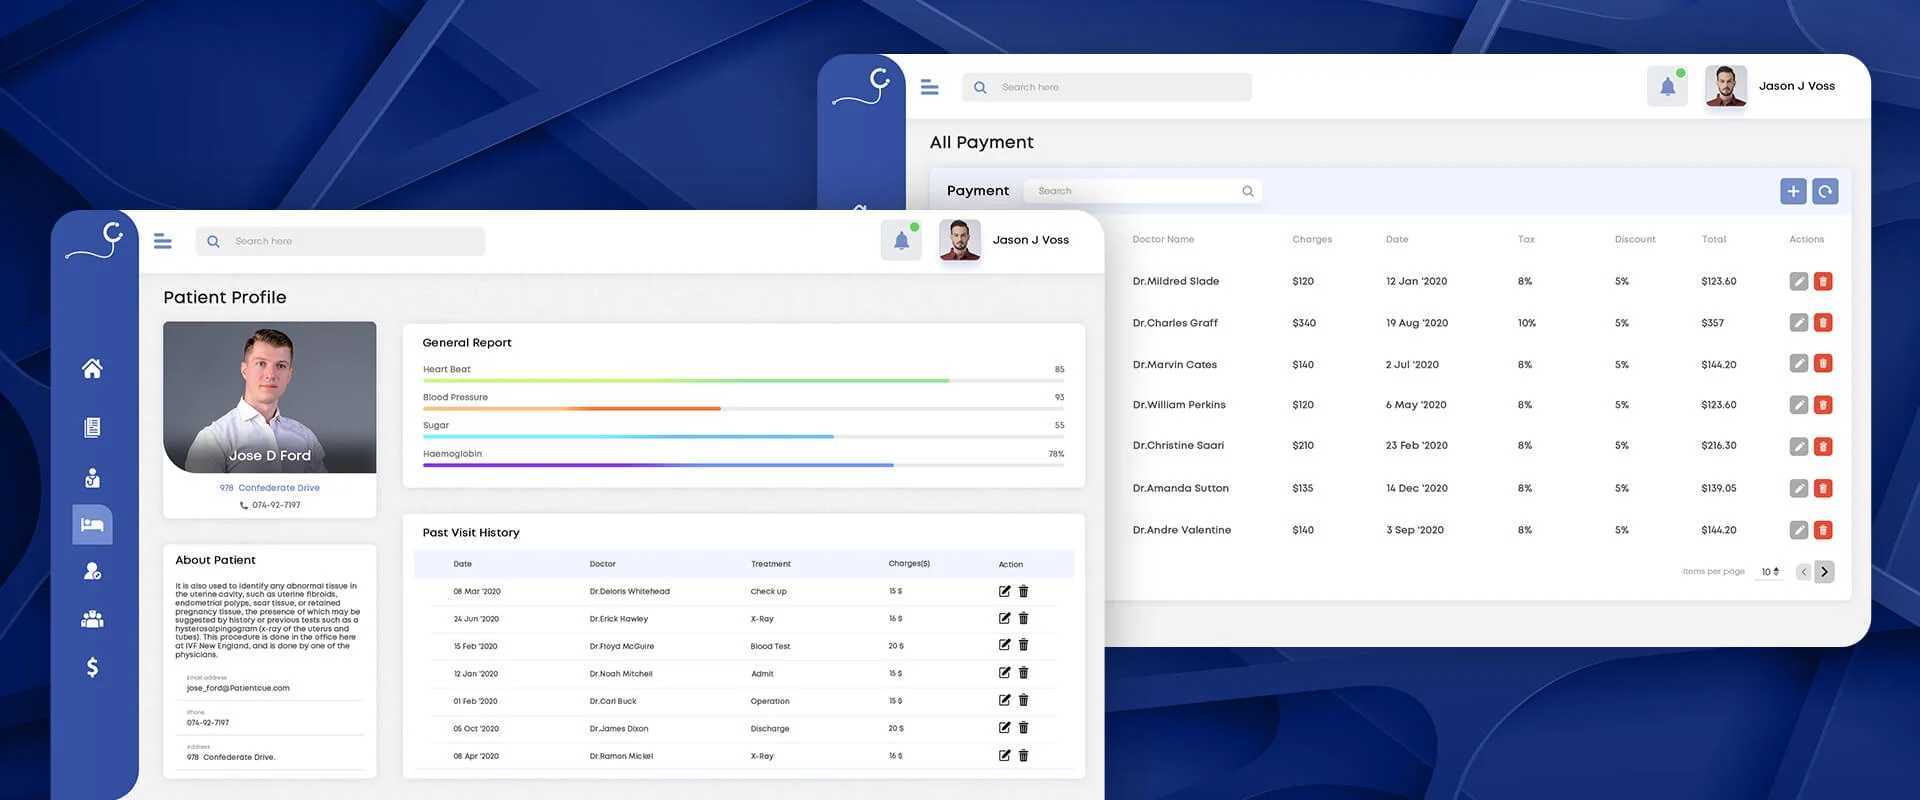 Search here
Jason J Voss
All Payment
Payment
Search
Doctor Name Charges Date Tax Discount Total Actions
Dr.Mildred Slade $120 12 Jan '2020 8% 5% $123.60
Dr.Charles Graff $340 19 Aug '2020 10% 5% $357
Dr.Marvin Cates $140 2 Jul '2020 8% 5% $144.20
Dr.William Perkins $120 6 May '2020 8% 5% $123.60
Dr.Christine Saari $210 23 Feb '2020 8% 5% $216.30
Dr.Amanda Sutton $135 14 Dec '2020 8% 5% $139.05
Dr.Andre Valentine $140 3 Sep '2020 8% 5% $144.20
Items per page 10
Search here
Jason J Voss
Patient Profile
Jose D Ford
978 Confederate Drive
074-92-7197
About Patient
It is also used to identify any abnormal tissue in
the uterine cavity, such as uterine fibroids,
endometrial polyps, scar tissue, or retained
pregnancy tissue, the presence of which may be
suggested by history or previous tests such as a
hysterosalpingogram (x-ray of the uterus and
tubes). This procedure is done in the office here
at IVF New England, and is done by one of the
physicians.
Email address
jose_ford@Patientcue.com
Phone
074-92-7197
Address
978 Confederate Drive.
General Report
Heart Beat 85
Blood Pressure 93
Sugar 55
Haemoglobin 78%
Past Visit History
Date Doctor Treatment Charges($) Action
08 Mar '2020 Dr.Deloris Whitehead Check up 15 $
24 Jun '2020 Dr.Erick Hawley X-Ray 16 $
15 Feb '2020 Dr.Floyd McGuire Blood Test 20 $
12 Jan '2020 Dr.Noah Mitchell Admit 15 $
01 Feb '2020 Dr.Carl Buck Operation 15 $
05 Oct '2020 Dr.James Dixon Discharge 20 $
08 Apr '2020 Dr.Ramon Mickel X-Ray 16 $